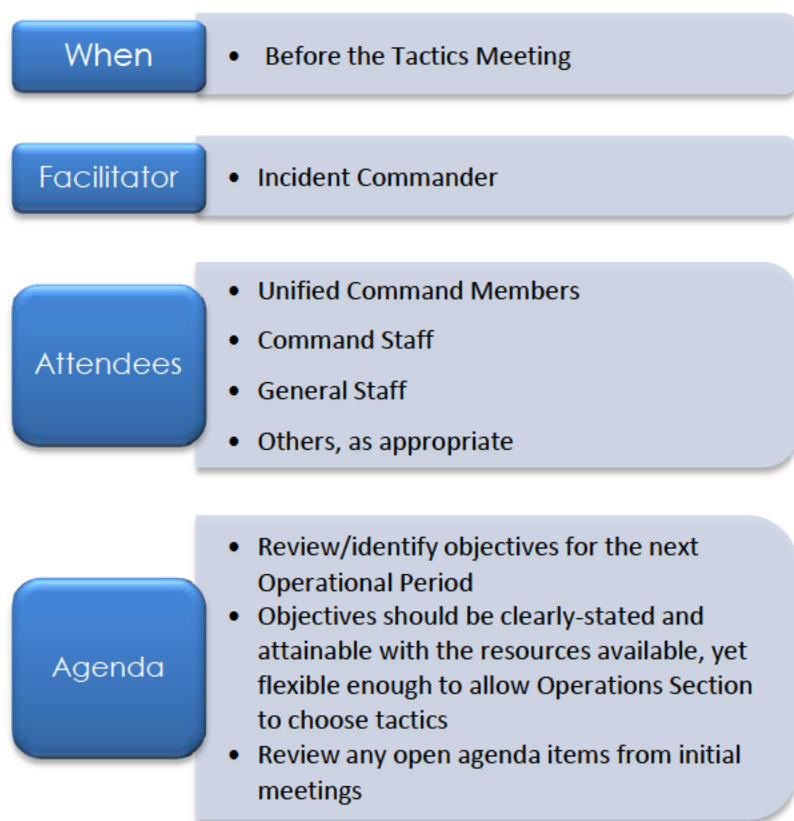 When
• Before the Tactics Meeting
Facilitator
• Incident Commander
Attendees
• Unified Command Members
• Command Staff
• General Staff
• Others, as appropriate
Agenda
• Review/identify objectives for the next
Operational Period
• Objectives should be clearly-stated and
attainable with the resources available, yet
flexible enough to allow Operations Section
to choose tactics
• Review any open agenda items from initial
meetings